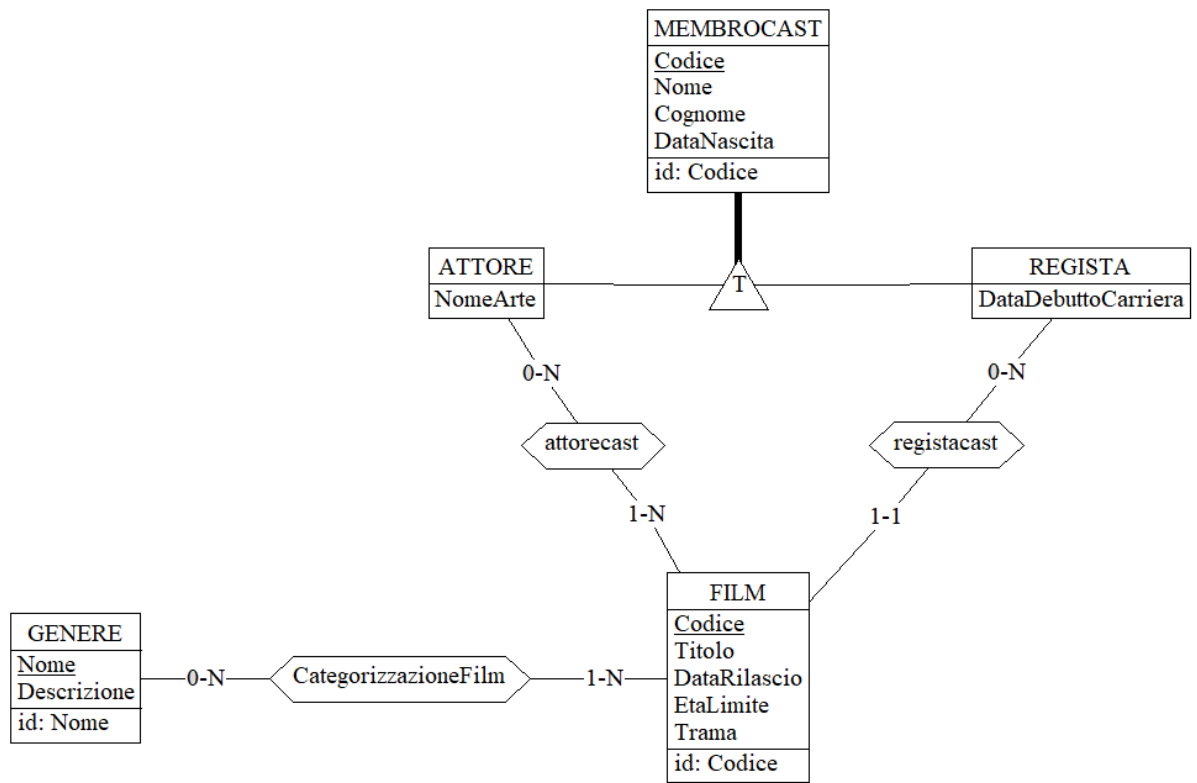 MEMBROCAST
Codice
Nome
Cognome
DataNascita
id: Codice
ATTORE
NomeArte
T
REGISTA
DataDebuttoCarriera
0-N
0-N
attorecast
registacast
1-N
1-1
FILM
Codice
Titolo
DataRilascio
EtaLimite
Trama
id: Codice
GENERE
Nome
Descrizione
id: Nome
0-N
CategorizzazioneFilm
1-N